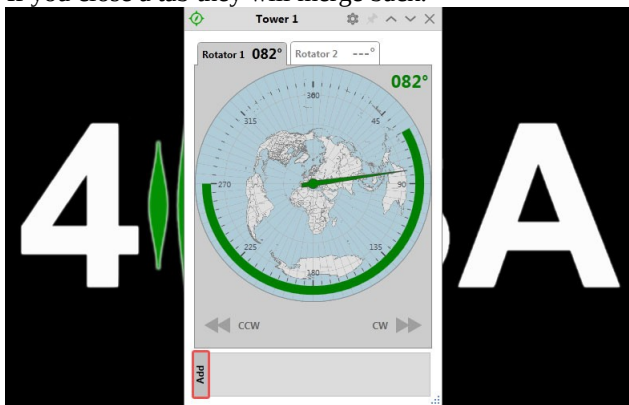 If you close a tab they will merge back.
Tower 1
Rotator 1 082° Rotator 2 ---°
082°
360
315 45
270 90
225 135
180
CCW CW
Add
4 A